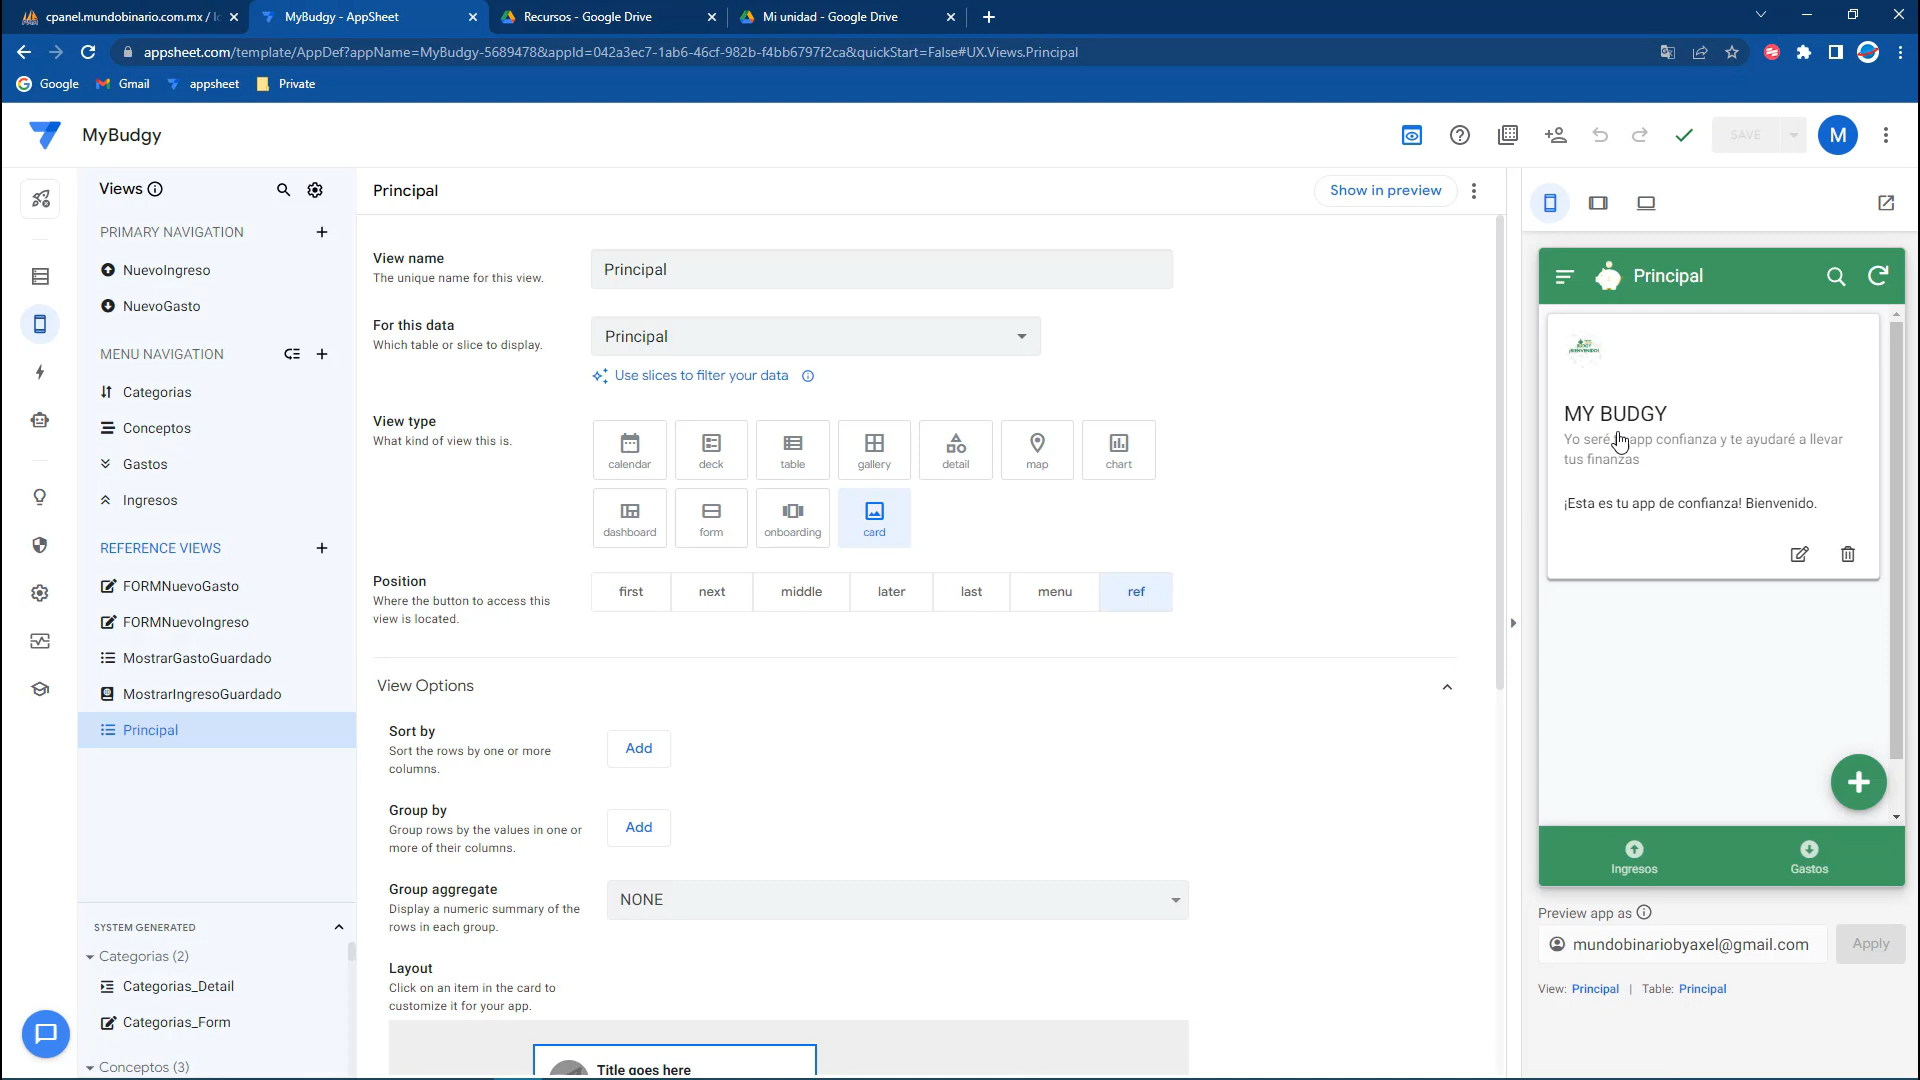 cpanel.mundobinario.com.mx / Ic
MyBudgy - AppSheet
Recursos - Google Drive
Mi unidad - Google Drive
appsheet.com/template/AppDef?appName=MyBudgy-5689478&appId=042a3ec7-1ab6-46cf-982b-f4bb6797f2ca&quickStart=False#UX.Views.Principal
Google
Gmail
appsheet
Private
MyBudgy
SAVE
M
Views
PRIMARY NAVIGATION
NuevoIngreso
NuevoGasto
MENU NAVIGATION
Categorias
Conceptos
Gastos
Ingresos
REFERENCE VIEWS
FORMNuevoGasto
FORMNuevoIngreso
MostrarGastoGuardado
MostrarIngresoGuardado
Principal
SYSTEM GENERATED
Categorias (2)
Categorias_Detail
Categorias_Form
Conceptos (3)
Principal
Show in preview
View name
The unique name for this view.
Principal
For this data
Which table or slice to display.
Principal
Use slices to filter your data
View type
What kind of view this is.
calendar
deck
table
gallery
detail
map
chart
dashboard
form
onboarding
card
Position
Where the button to access this
view is located.
first
next
middle
later
last
menu
ref
View Options
Sort by
Sort the rows by one or more
columns.
Add
Group by
Group rows by the values in one or
more of their columns.
Add
Group aggregate
Display a numeric summary of the
rows in each group.
NONE
Layout
Click on an item in the card to
customize it for your app.
Title goes here
Principal
BUDGY
¡BIENVENIDO!
MY BUDGY
Yo seré app confianza y te ayudaré a llevar
tus finanzas
¡Esta es tu app de confianza! Bienvenido.
Ingresos
Gastos
Preview app as
mundobinariobyaxel@gmail.com
Apply
View: Principal | Table: Principal